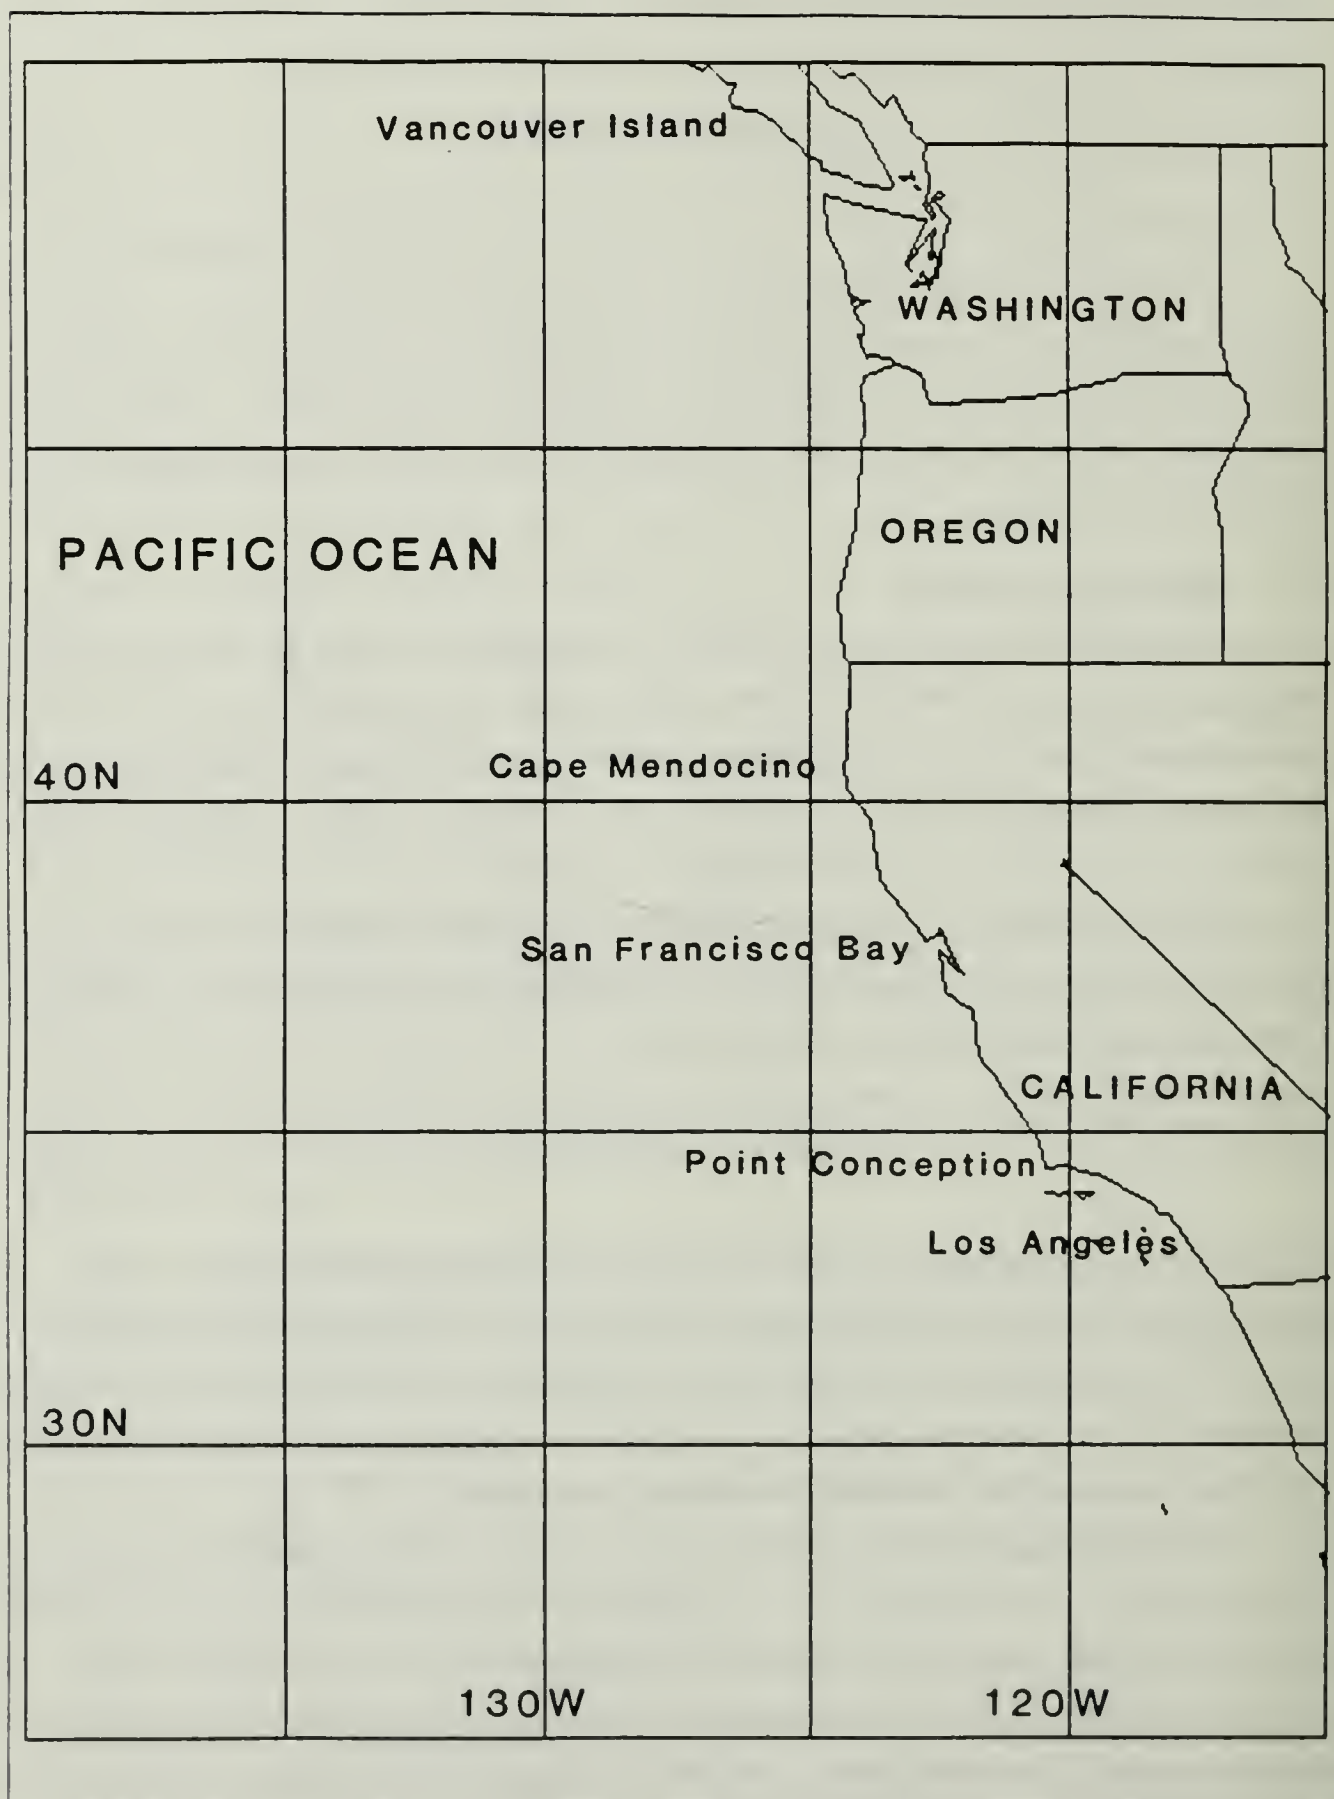 Vancouver Island
WASHINGTON
OREGON
PACIFIC OCEAN
Cape Mendocino
40N
San Francisco Bay
CALIFORNIA
Point Conception
Los Angeles
30N
130W
120W